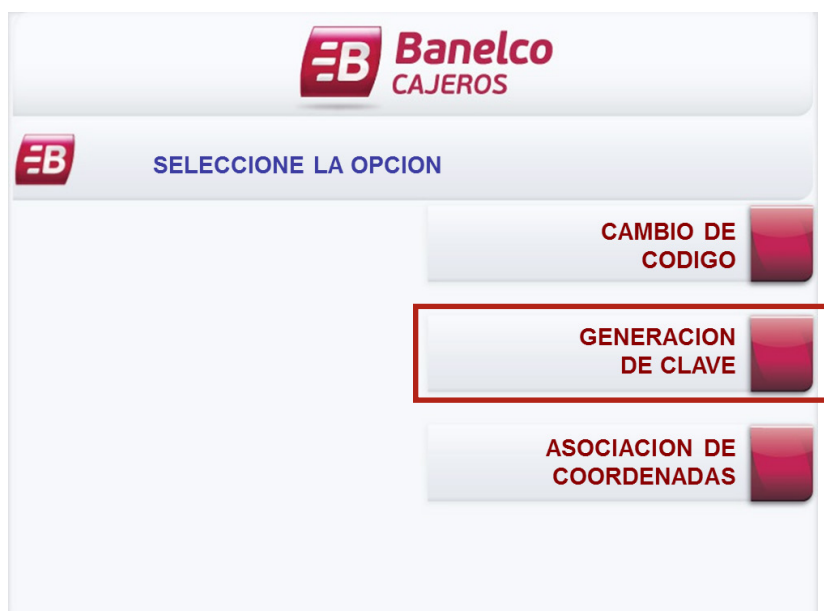 Banelco
CAJEROS
SELECCIONE LA OPCION
CAMBIO DE
CODIGO
GENERACION
DE CLAVE
ASOCIACION DE
COORDENADAS